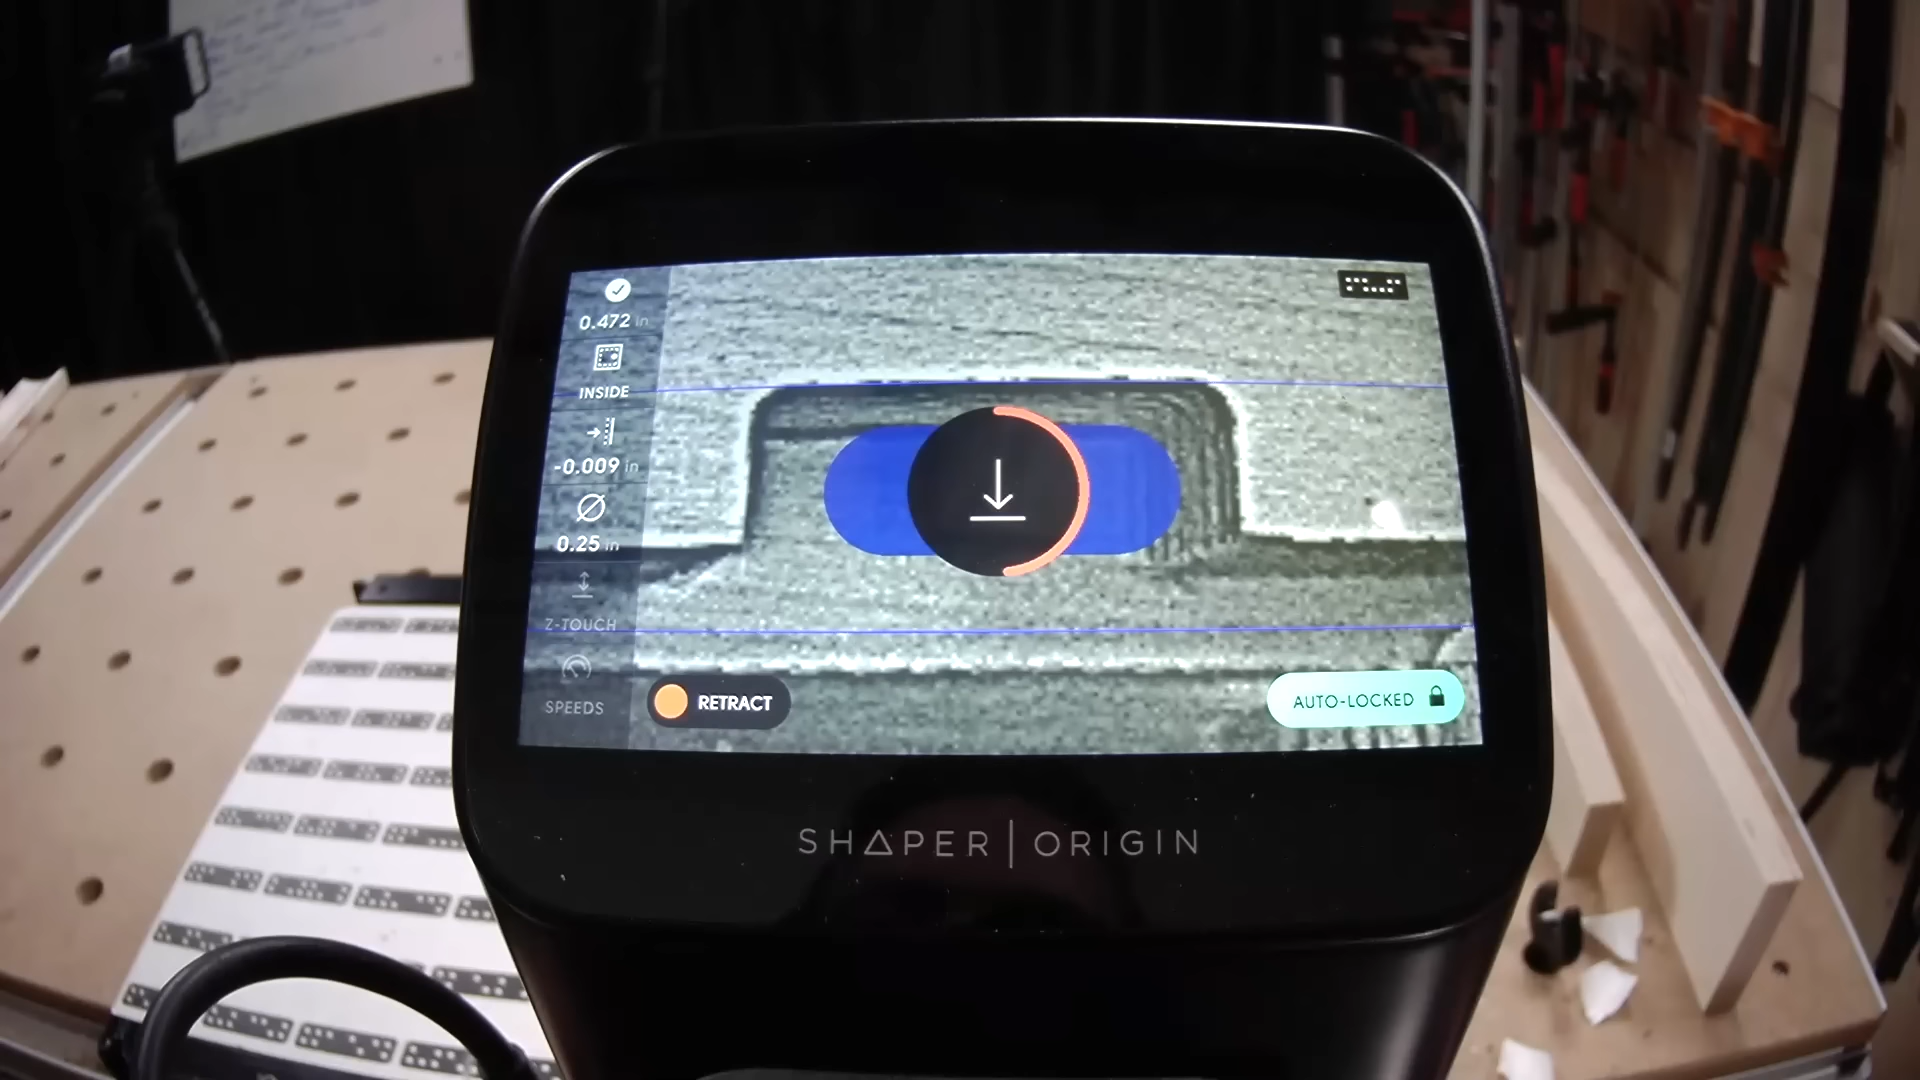 0.472 in
INSIDE
-0.009 in
0.25 in
Z-TOUCH
SPEEDS
RETRACT
AUTO-LOCKED
SHAPER | ORIGIN